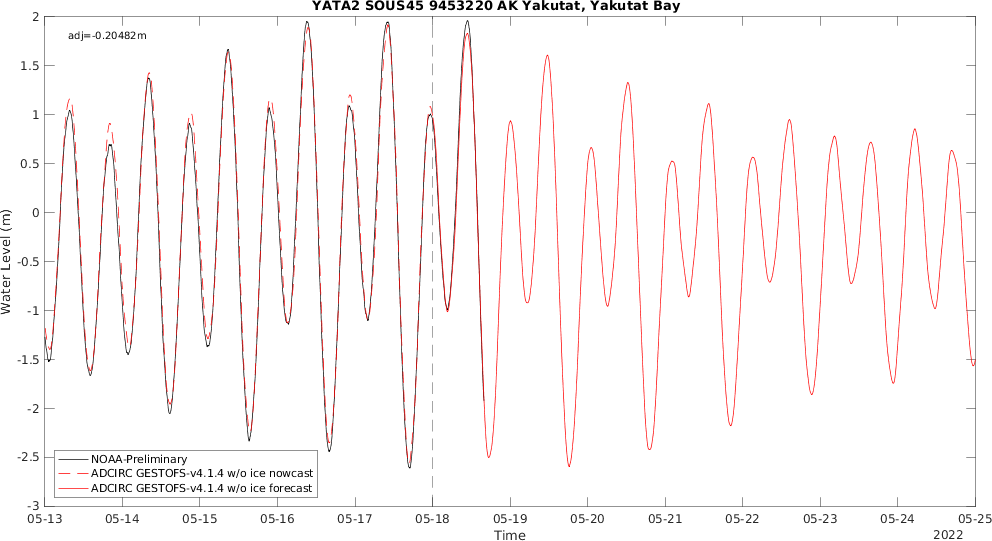 YATA2 SOUS45 9453220 AK Yakutat, Yakutat Bay
adj=-0.20482m
2
1.5
1
0.5
0
-0.5
-1
-1.5
-2
-2.5
-3
Water Level (m)
NOAA-Preliminary
ADCIRC GESTOFS-v4.1.4 w/o ice nowcast
ADCIRC GESTOFS-v4.1.4 w/o ice forecast
05-13 05-14 05-15 05-16 05-17 05-18 05-19 05-20 05-21 05-22 05-23 05-24 05-25
Time
2022